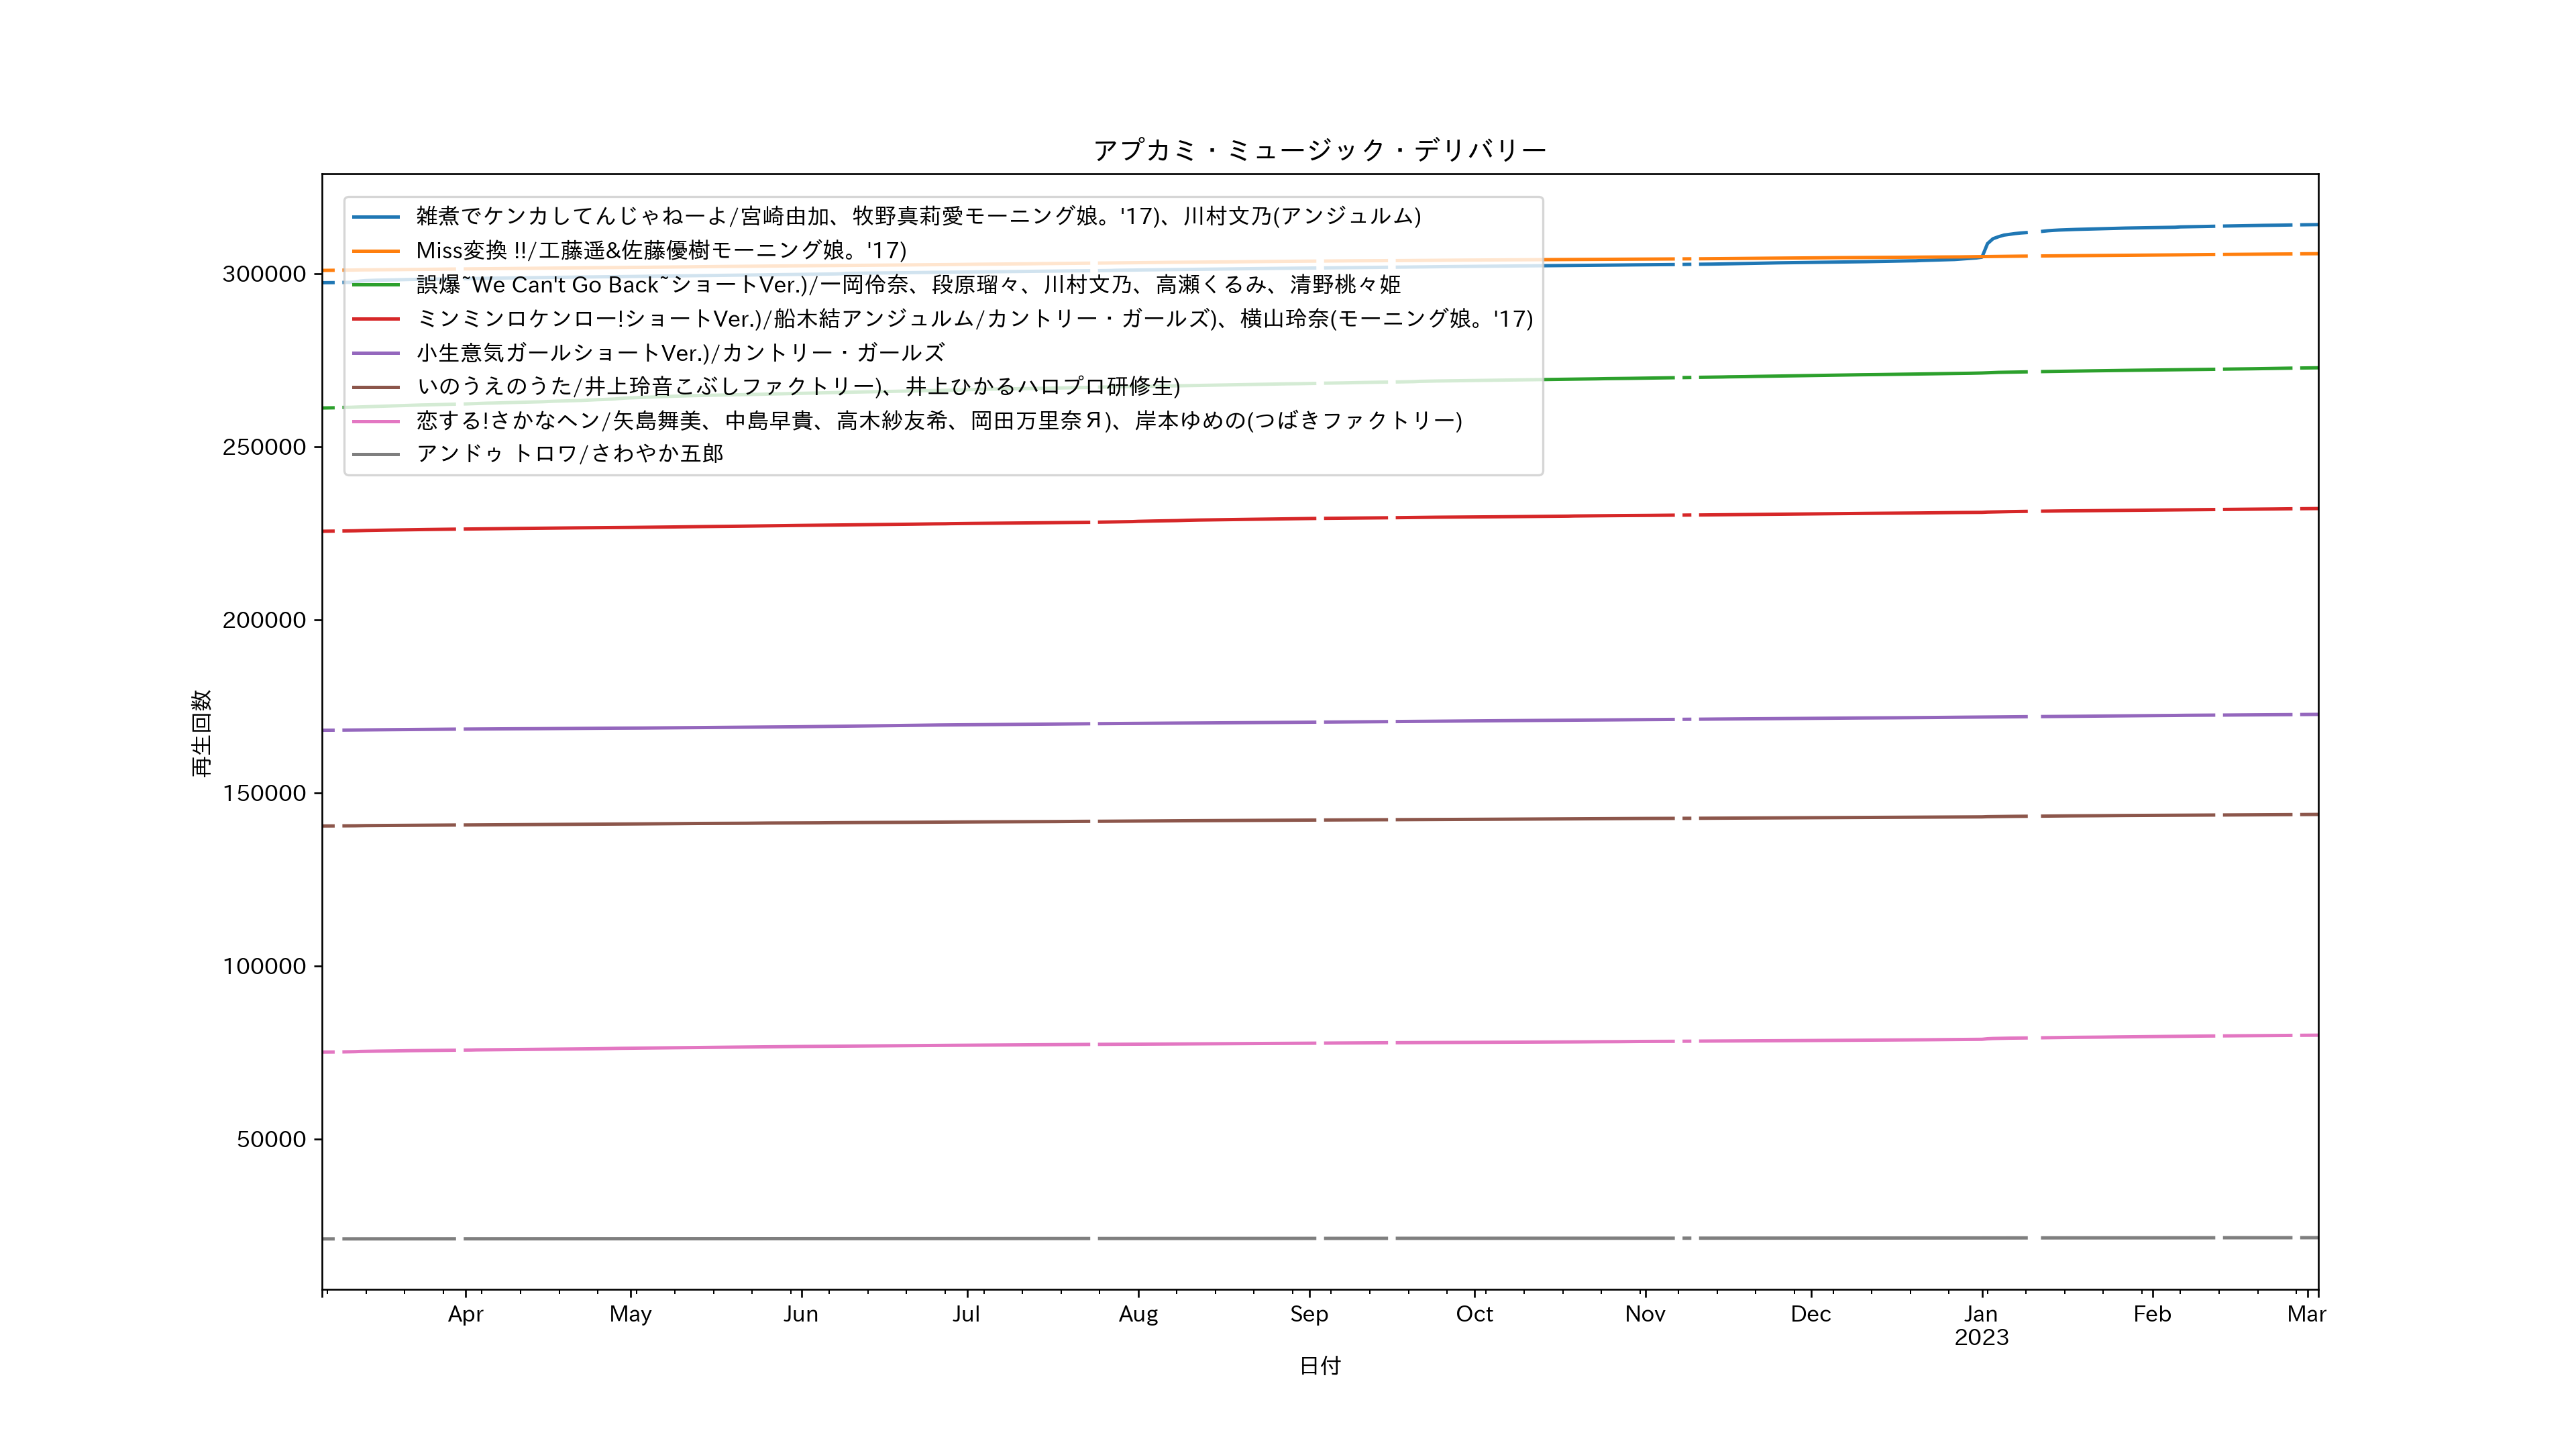 アプカミ・ミュージック・デリバリー
雑煮でケンカしてんじゃねーよ/宮崎由加、牧野真莉愛モーニング娘。'17)、川村文乃(アンジュルム)
Miss変換 !!/工藤遥&佐藤優樹モーニング娘。'17)
誤爆~We Can't Go Back~ショートVer.)/一岡伶奈、段原瑠々、川村文乃、高瀬くるみ、清野桃々姫
ミンミンロケンロー!ショートVer.)/船木結アンジュルム/カントリー・ガールズ)、横山玲奈(モーニング娘。'17)
小生意気ガールショートVer.)/カントリー・ガールズ
いのうえのうた/井上玲音こぶしファクトリー)、井上ひかるハロプロ研修生)
恋する!さかなヘン/矢島舞美、中島早貴、高木紗友希、岡田万里奈Я)、岸本ゆめの(つばきファクトリー)
アンドゥ トロワ/さわやか五郎
300000
250000
200000
150000
100000
50000
再生回数
Apr May Jun Jul Aug Sep Oct Nov Dec Jan Feb Mar
2023
日付